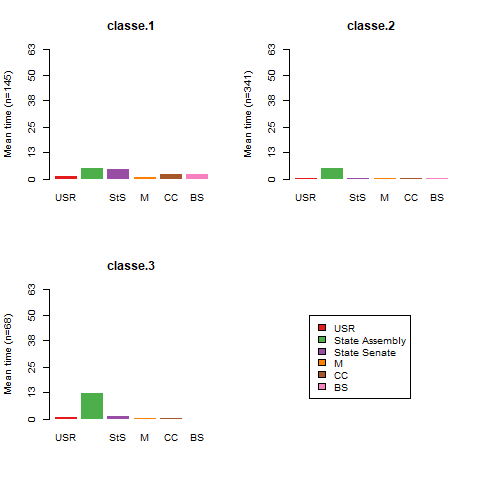 classe.1
Mean time (n=145)
63
50
38
25
13
0
USR StS M CC BS
classe.2
Mean time (n=341)
63
50
38
25
13
0
USR StS M CC BS
classe.3
Mean time (n=68)
63
50
38
25
13
0
USR StS M CC BS
USR
State Assembly
State Senate
M
CC
BS